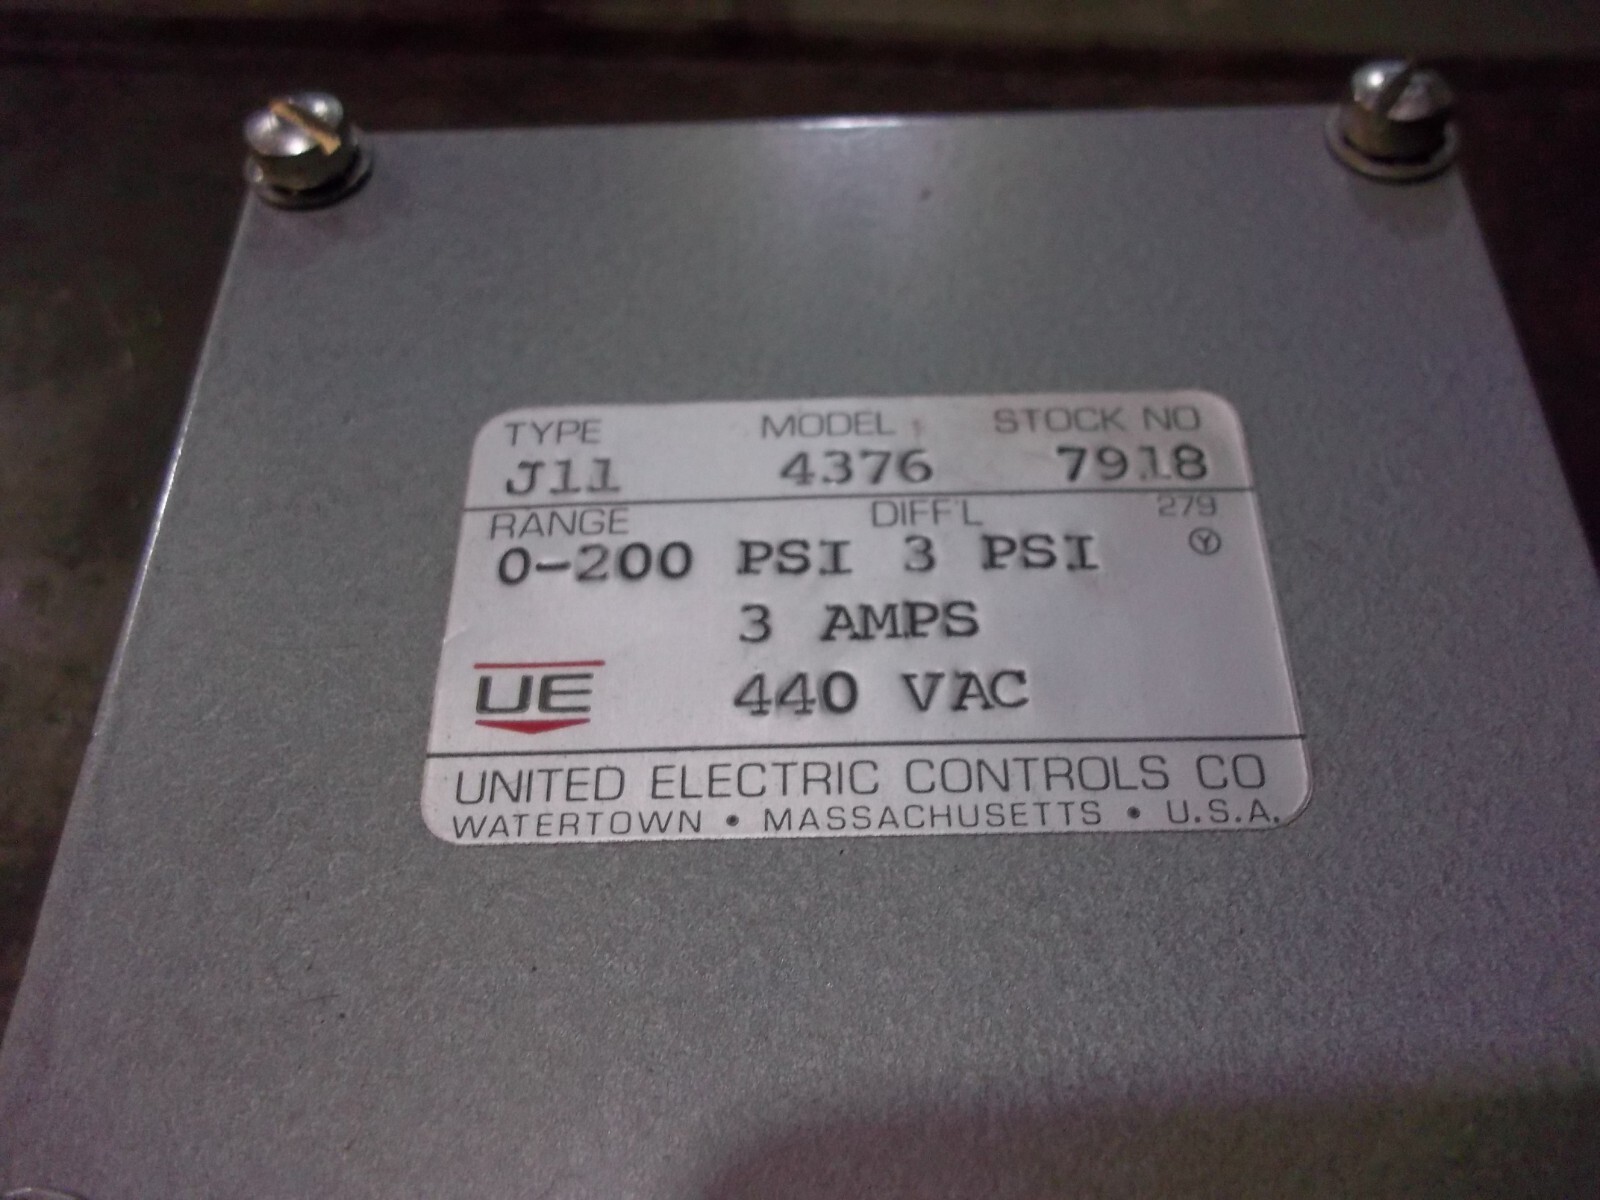 TYPE MODEL STOCK NO
J11 4376 7918
RANGE DIFF'L 279
0-200 PSI 3 PSI Y
3 AMPS
UE 440 VAC
UNITED ELECTRIC CONTROLS CO
WATERTOWN • MASSACHUSETTS • U.S.A.